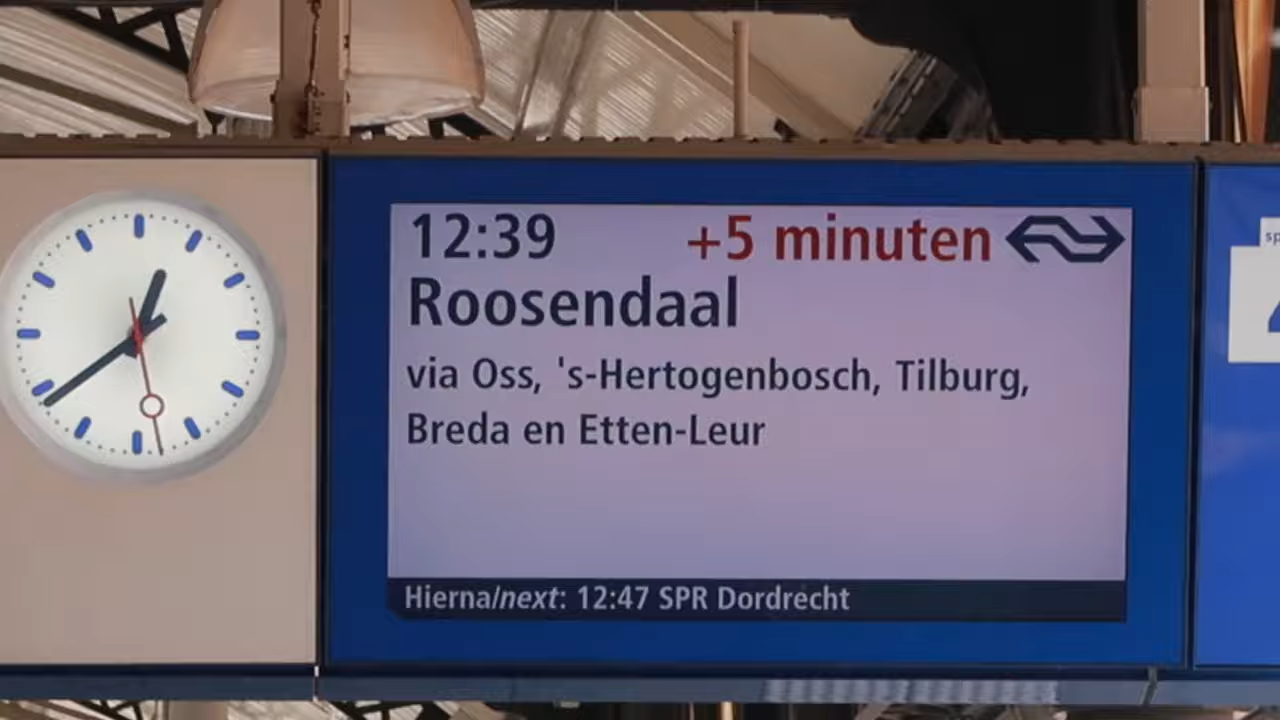 12:39 +5 minuten
Roosendaal
via Oss, 's-Hertogenbosch, Tilburg,
Breda en Etten-Leur
Hierna/next: 12:47 SPR Dordrecht